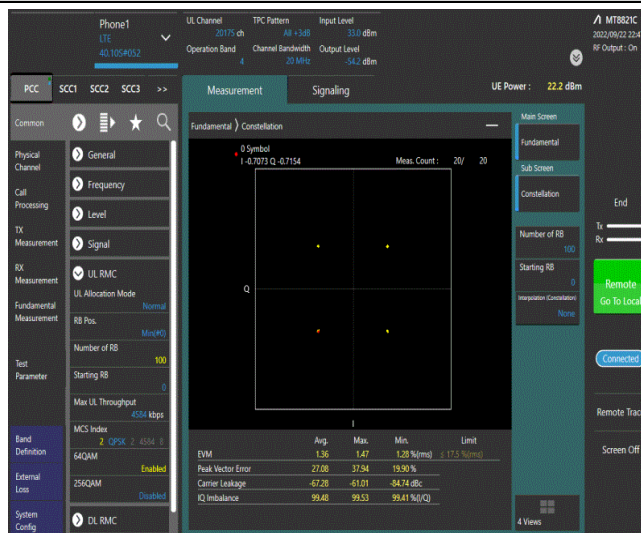 Phone1
LTE
40.10S#052
UL Channel TPC Pattern Input Level
20175 ch All +3dB 33.0 dBm
Operation Band Channel Bandwidth Output Level
4 20 MHz -54.2 dBm
MT8821C
2022/09/22 22:4
RF Output : On
PCC SCC1 SCC2 SCC3 >>
Measurement Signaling UE Power : 22.2 dBm
Common
Physical Channel
Call Processing
TX Measurement
RX Measurement
Fundamental Measurement
Test Parameter
Band Definition
External Loss
System Config
General
Frequency
Level
Signal
UL RMC
UL Allocation Mode
Normal
RB Pos.
Min(#0)
Number of RB
100
Starting RB
0
Max UL Throughput
4584 kbps
MCS Index
2 QPSK 2 4584 8
64QAM
Enabled
256QAM
Disabled
DL RMC
Fundamental Constellation
0 Symbol
I -0.7073 Q -0.7154 Meas. Count : 20/ 20
Q
I
Avg. Max. Min. Limit
EVM 1.36 1.47 1.28 %(rms) ≤ 17.5 %(rms)
Peak Vector Error 27.08 37.94 19.90 %
Carrier Leakage -67.28 -61.01 -84.74 dBc
IQ Imbalance 99.48 99.53 99.41 %(I/Q)
Main Screen
Fundamental
Sub Screen
Constellation
Number of RB
100
Starting RB
0
Interpolation (Constellation)
None
4 Views
End
Tx
Rx
Remote
Go To Local
Connected
Remote Trac
Screen Off